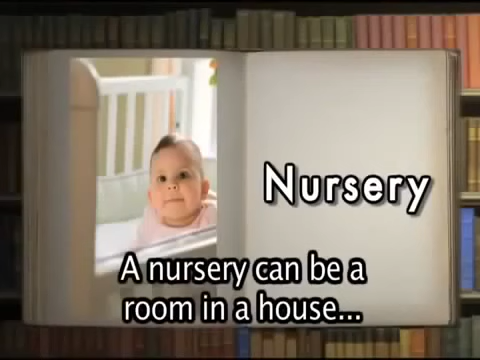 Nursery
A nursery can be a
room in a house...